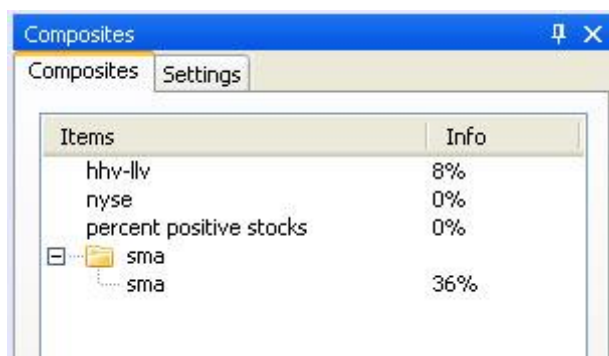 Composites
Composites Settings
Items Info
hhv-llv 8%
nyse 0%
percent positive stocks 0%
sma
sma 36%